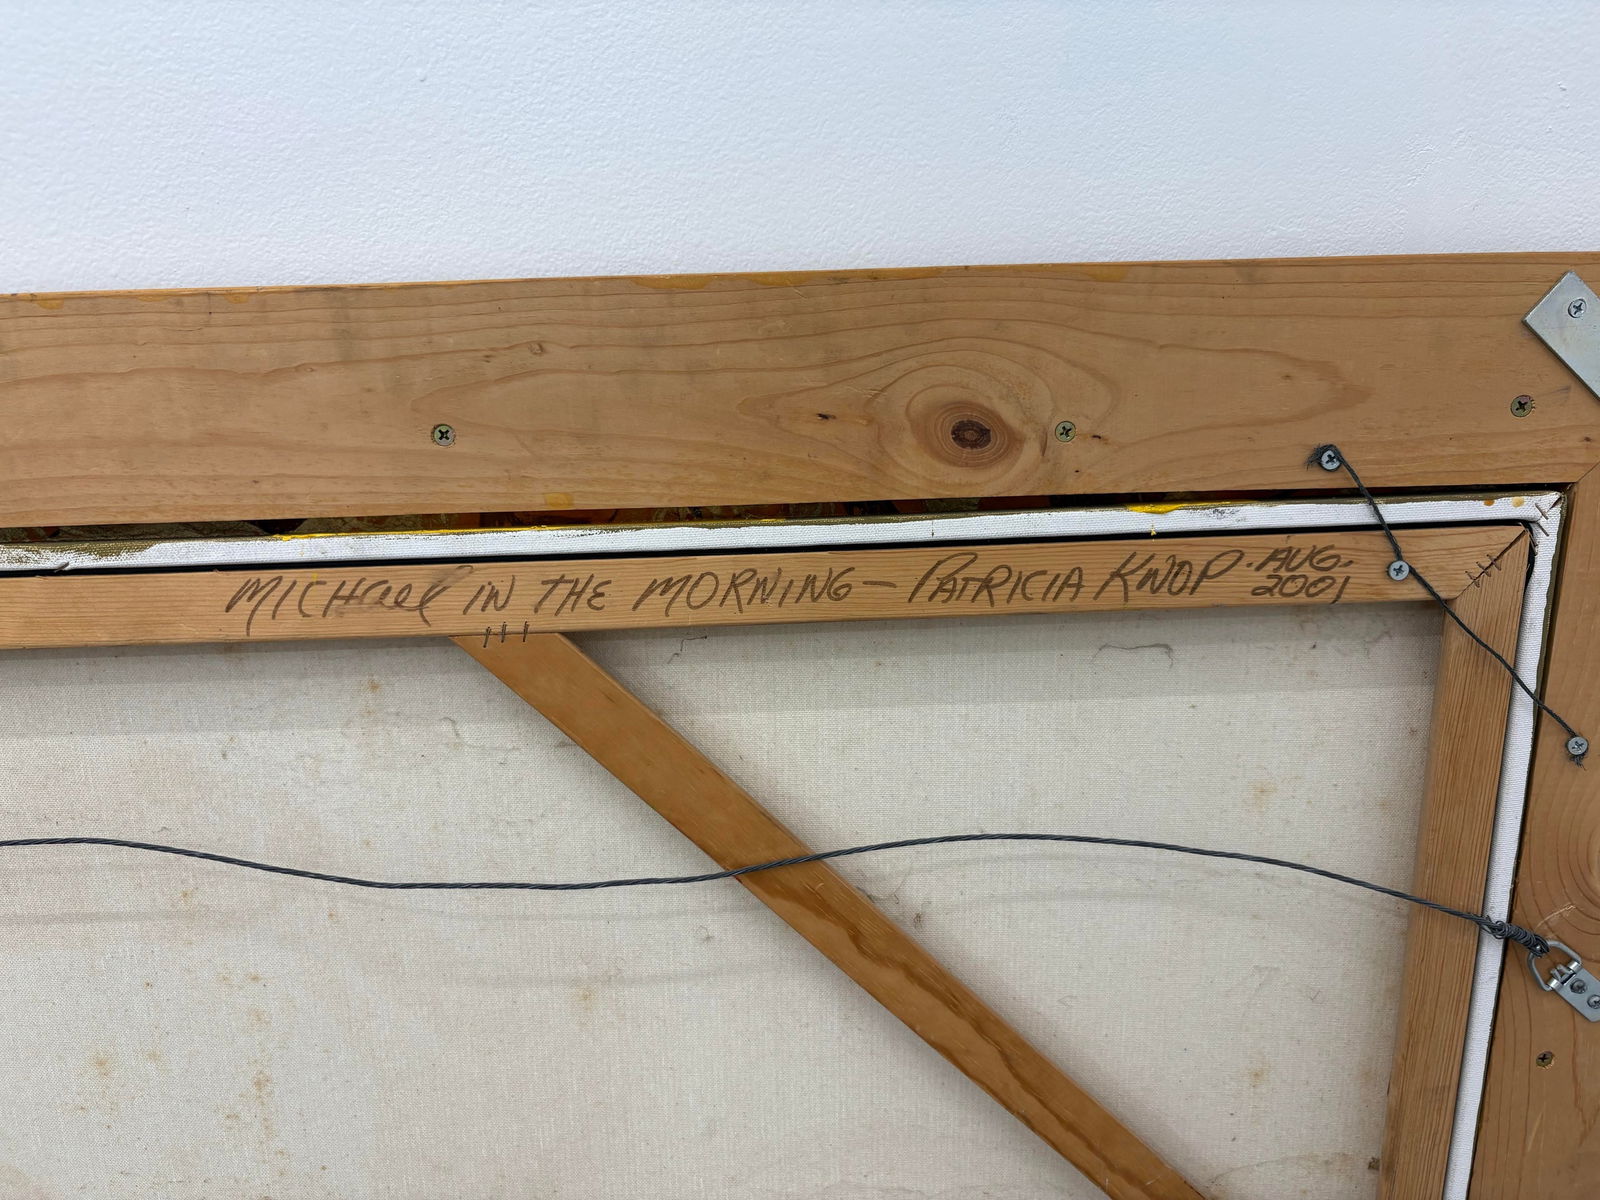 MICHAel IN THE MORNING — PATRICIA KNOP. AUG.
2001